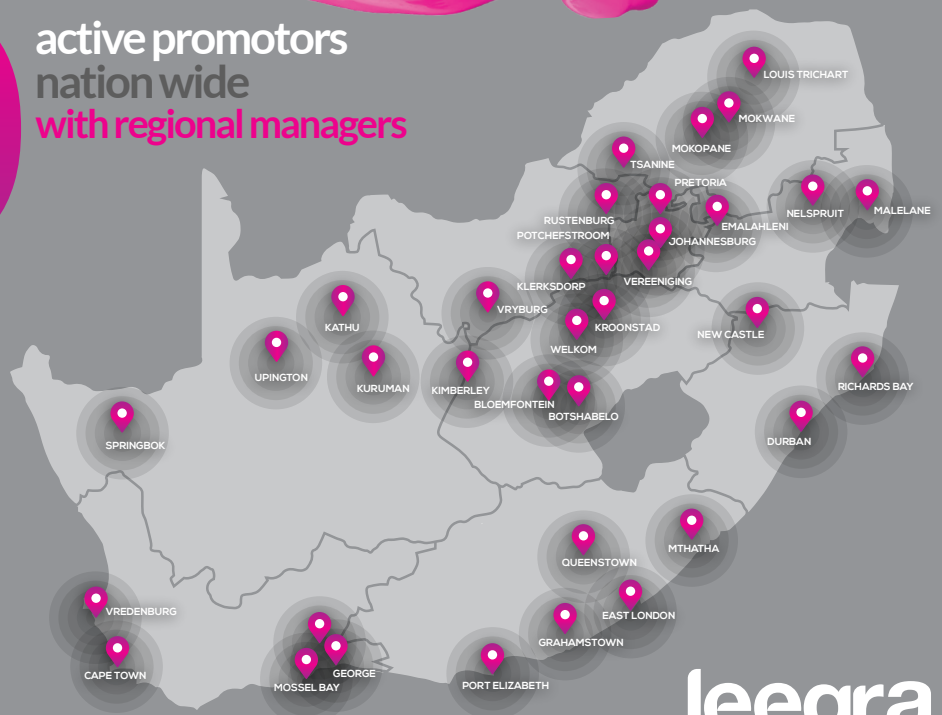 active promotors
nation wide
with regional managers
LOUIS TRICHART
MOKWANE
MOKOPANE
TSANINE
PRETORIA
NELSPRUIT
MALELANE
RUSTENBURG
EMALAHLENI
POTCHEFSTROOM
JOHANNESBURG
KLERKSDORP
VEREENIGING
VRYBURG
KATHU
KROONSTAD
NEW CASTLE
WELKOM
UPINGTON
KURUMAN
KIMBERLEY
RICHARDS BAY
BLOEMFONTEIN
BOTSHABELO
SPRINGBOK
DURBAN
MTHATHA
QUEENSTOWN
VREDENBURG
EAST LONDON
GRAHAMSTOWN
CAPE TOWN
GEORGE
MOSSEL BAY
PORT ELIZABETH
leegra